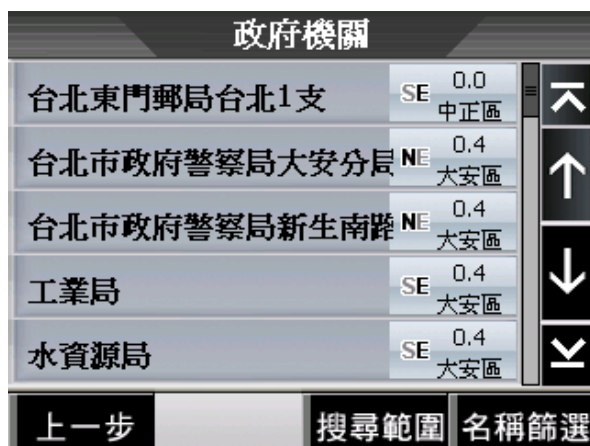 政府機關
台北東門郵局台北1支 SE 0.0 中正區
台北市政府警察局大安分局 NE 0.4 大安區
台北市政府警察局新生南路 NE 0.4 大安區
工業局 SE 0.4 大安區
水資源局 SE 0.4 大安區
上一步 搜尋範圍 名稱篩選